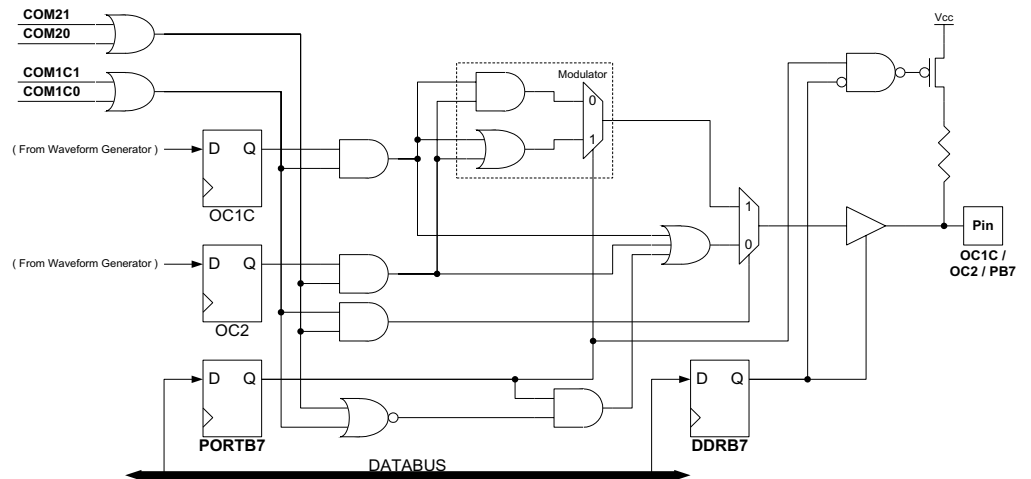 COM21
COM20
COM1C1
COM1C0
Vcc
Modulator
0
1
( From Waveform Generator )
D Q
OC1C
1
0
Pin
OC1C /
OC2 / PB7
( From Waveform Generator )
D Q
OC2
D Q
PORTB7
D Q
DDRB7
DATABUS